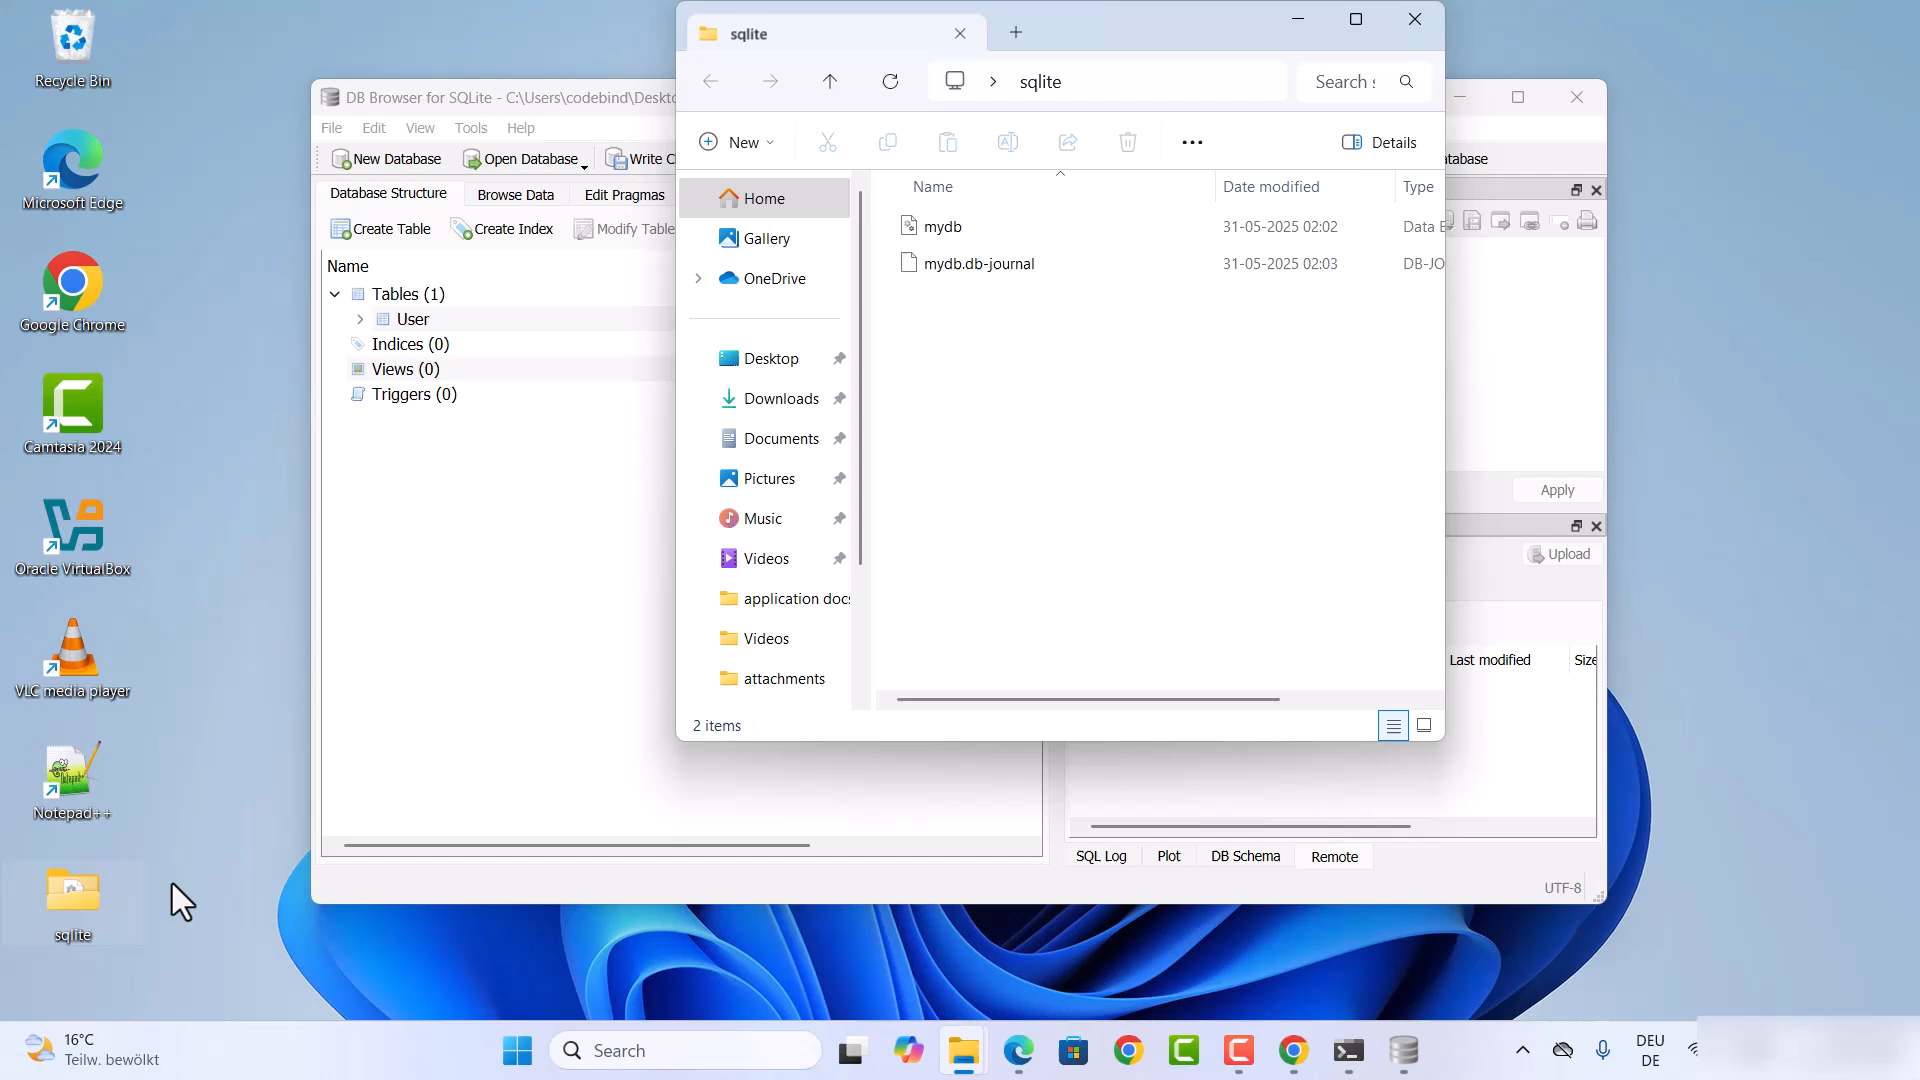 Recycle Bin
Microsoft Edge
Google Chrome
Camtasia 2024
Oracle VirtualBox
VLC media player
Notepad++
sqlite
DB Browser for SQLite - C:\Users\codebind\Deskto
File Edit View Tools Help
New Database Open Database Write C
atabase
Database Structure Browse Data Edit Pragmas
Create Table Create Index Modify Table
Name
Tables (1)
User
Indices (0)
Views (0)
Triggers (0)
sqlite
sqlite
Search
New
Details
Home
Gallery
OneDrive
Desktop
Downloads
Documents
Pictures
Music
Videos
application docs
Videos
attachments
Name Date modified Type
mydb 31-05-2025 02:02 Data E
mydb.db-journal 31-05-2025 02:03 DB-JO
2 items
Apply
Upload
Last modified Size
SQL Log Plot DB Schema Remote
UTF-8
16°C
Teilw. bewölkt
Search
DEU
DE